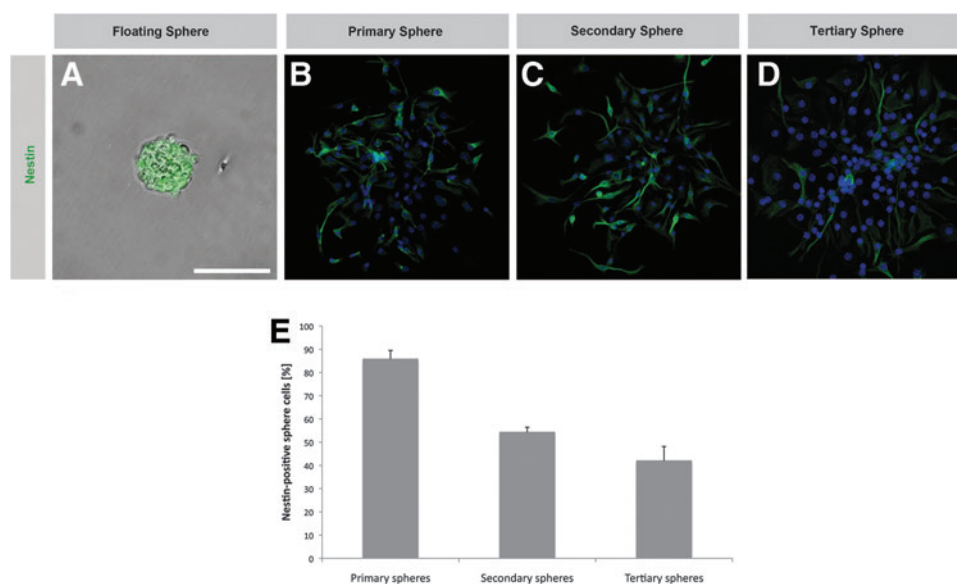 Floating Sphere
Primary Sphere
Secondary Sphere
Tertiary Sphere
Nestin
A
B
C
D
E
Nestin-positive sphere cells [%]
100
90
80
70
60
50
40
30
20
10
0
Primary spheres
Secondary spheres
Tertiary spheres